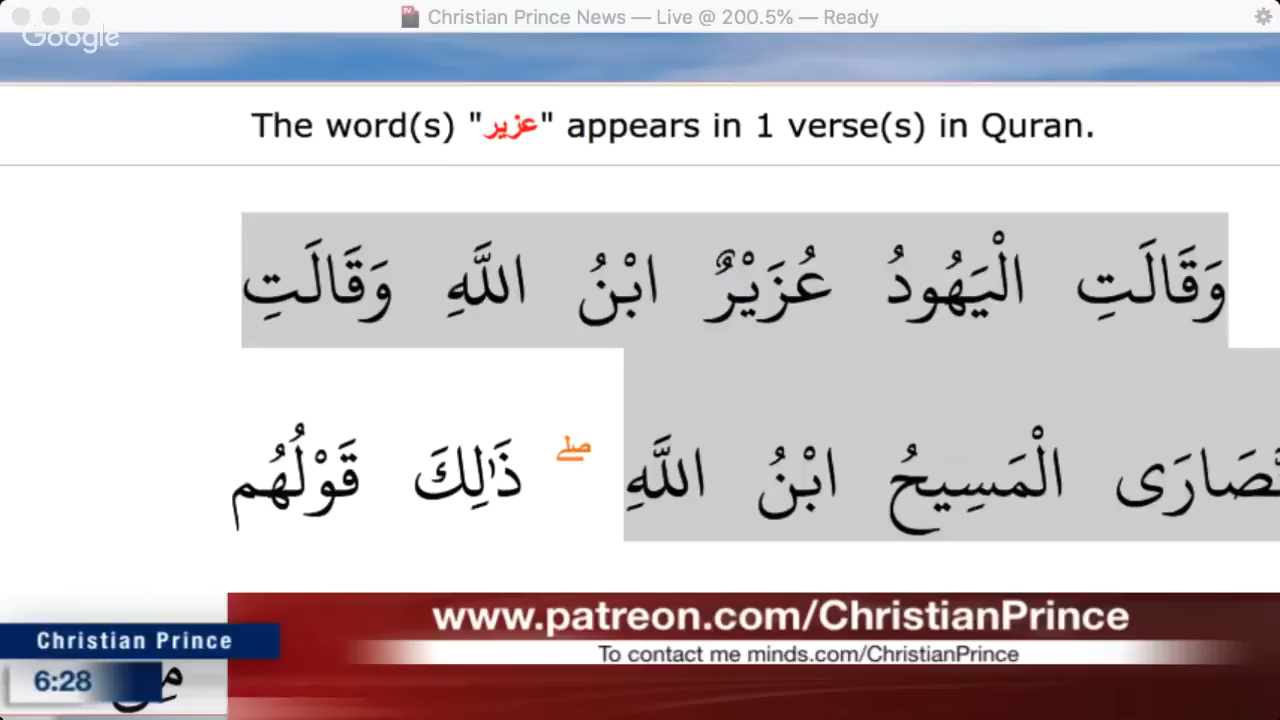 Christian Prince News — Live @ 200.5% — Ready
Google
The word(s) "عزير" appears in 1 verse(s) in Quran.
وَقَالَتِ الْيَهُودُ عُزَيْرٌ ابْنُ اللَّهِ وَقَالَتِ
الْمَسِيحُ ابْنُ اللَّهِ ۖ ذَٰلِكَ قَوْلُهُم
www.patreon.com/ChristianPrince
Christian Prince
To contact me minds.com/ChristianPrince
6:28